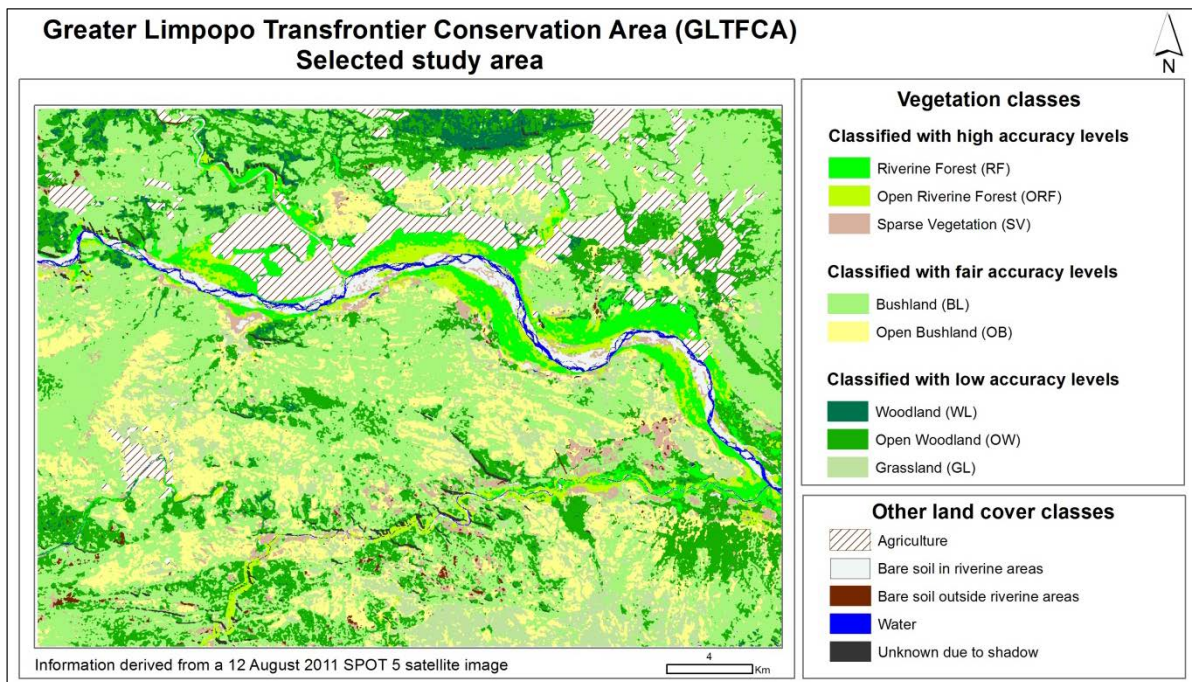 Greater Limpopo Transfrontier Conservation Area (GLTFCA)
Selected study area
N
Information derived from a 12 August 2011 SPOT 5 satellite image
4
Km
Vegetation classes
Classified with high accuracy levels
Riverine Forest (RF)
Open Riverine Forest (ORF)
Sparse Vegetation (SV)
Classified with fair accuracy levels
Bushland (BL)
Open Bushland (OB)
Classified with low accuracy levels
Woodland (WL)
Open Woodland (OW)
Grassland (GL)
Other land cover classes
Agriculture
Bare soil in riverine areas
Bare soil outside riverine areas
Water
Unknown due to shadow